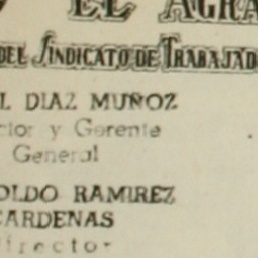 EL AGRA
DEL SINDICATO DE TRABAJAD
L DIAZ MUÑOZ
ctor y Gerente
General
OLDO RAMIREZ
CARDENAS
irector